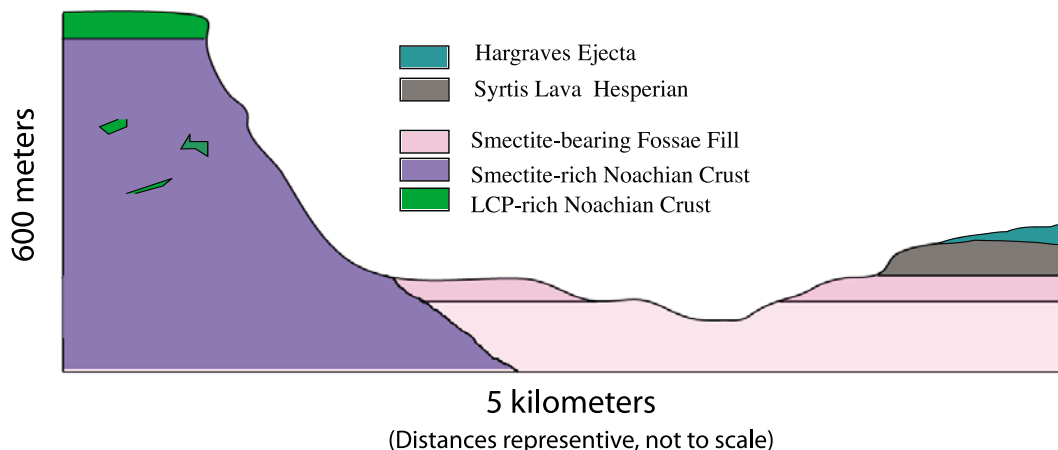 Hargraves Ejecta
Syrtis Lava Hesperian
Smectite-bearing Fossae Fill
Smectite-rich Noachian Crust
LCP-rich Noachian Crust
600 meters
5 kilometers
(Distances representive, not to scale)